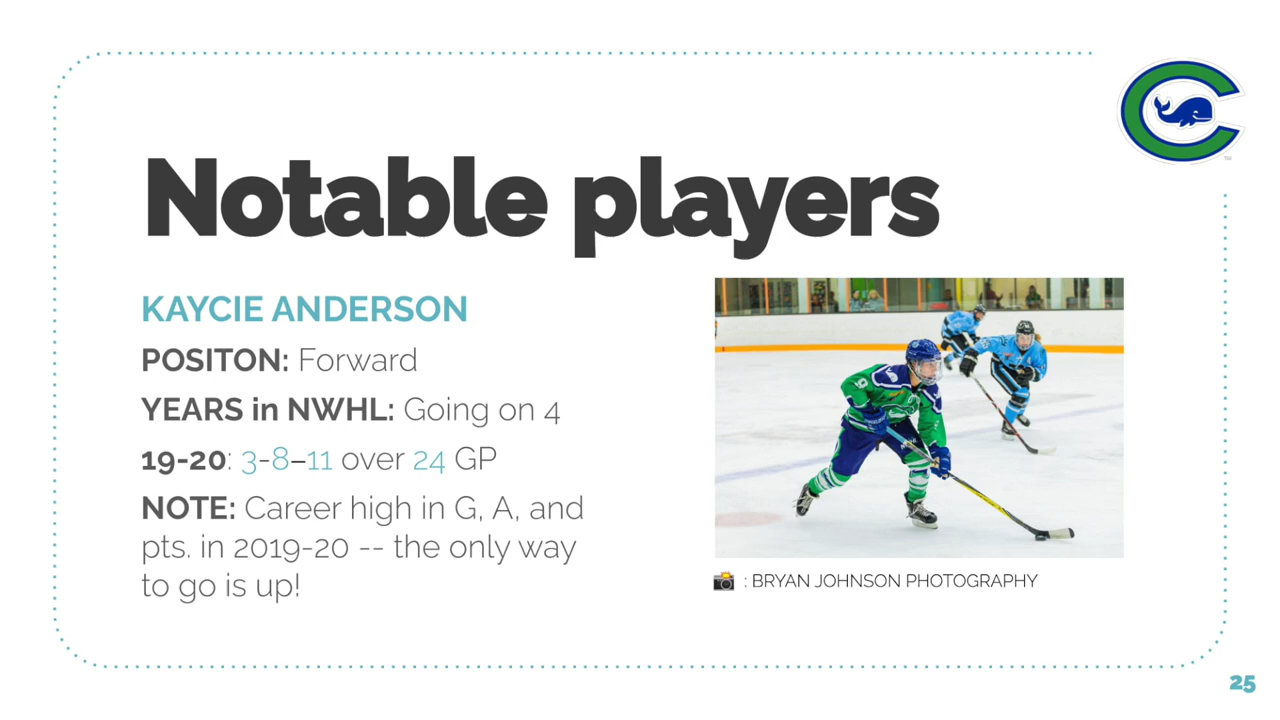 Notable players
KAYCIE ANDERSON
POSITON: Forward
YEARS in NWHL: Going on 4
19-20: 3-8–11 over 24 GP
NOTE: Career high in G, A, and
pts. in 2019-20 -- the only way
to go is up!
📸 : BRYAN JOHNSON PHOTOGRAPHY
25